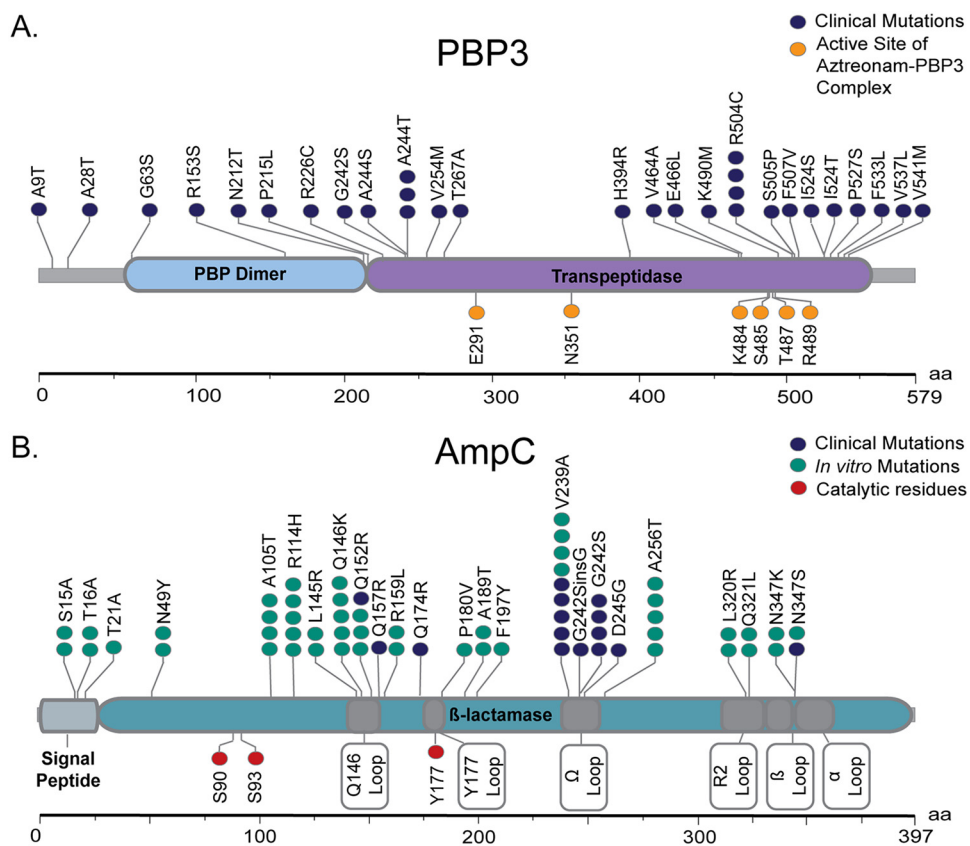 A.
PBP3
Clinical Mutations
Active Site of
Aztreonam-PBP3
Complex
A9T
A28T
G63S
R153S
N212T
P215L
R226C
G242S
A244S
A244T
V254M
T267A
H394R
V464A
E466L
K490M
R504C
S505P
F507V
I524S
I524T
P527S
F533L
V537L
V541M
PBP Dimer
Transpeptidase
E291
N351
K484
S485
T487
R489
aa
0
100
200
300
400
500
579
B.
AmpC
Clinical Mutations
In vitro Mutations
Catalytic residues
S15A
T16A
T21A
N49Y
A105T
R114H
L145R
Q146K
Q152R
Q157R
R159L
Q174R
P180V
A189T
F197Y
V239A
G242SinsG
G242S
D245G
A256T
L320R
Q321L
N347K
N347S
ß-lactamase
Signal
Peptide
S90
S93
Q146
Loop
Y177
Y177
Loop
Ω
Loop
R2
Loop
ß
Loop
α
Loop
aa
0
100
200
300
397